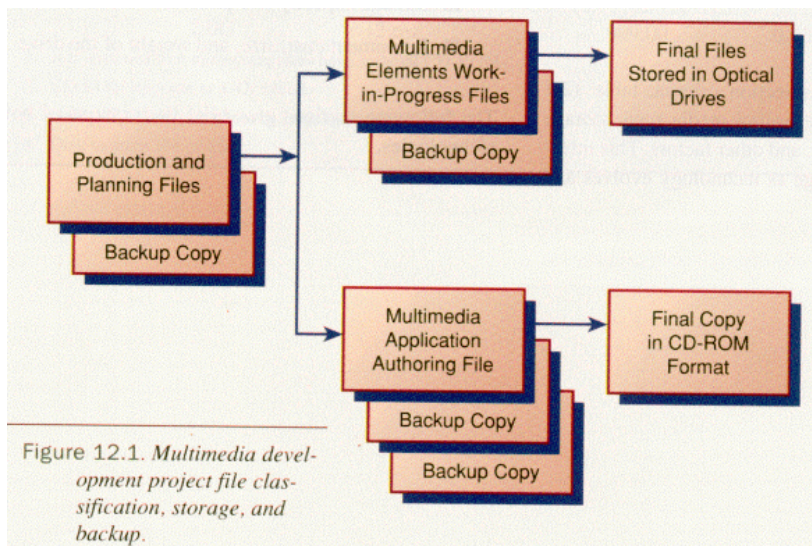 Multimedia
Elements Work-
in-Progress Files
Backup Copy
Final Files
Stored in Optical
Drives
Production and
Planning Files
Backup Copy
Multimedia
Application
Authoring File
Backup Copy
Backup Copy
Final Copy
in CD-ROM
Format
Figure 12.1. Multimedia devel-
opment project file clas-
sification, storage, and
backup.